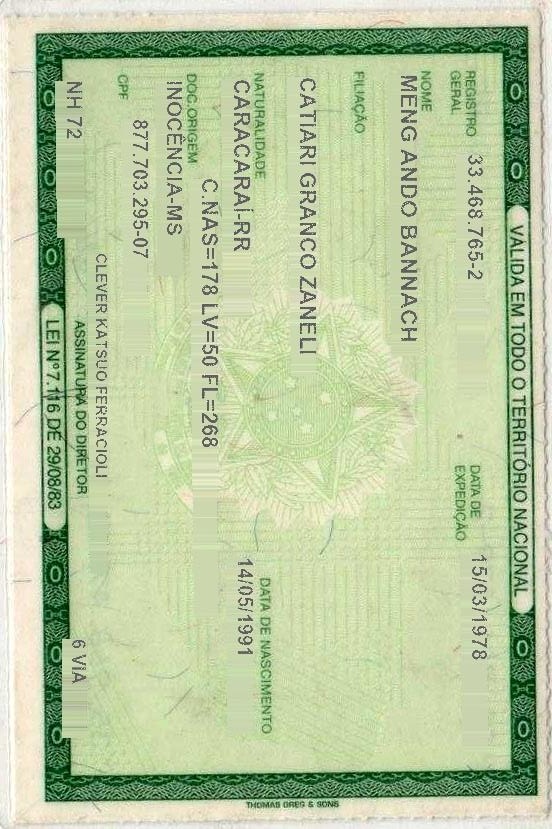 VÁLIDA EM TODO O TERRITÓRIO NACIONAL
REGISTRO GERAL 33.468.765-2 DATA DE EXPEDIÇÃO 15/03/1978
NOME
MENG ANDO BANNACH
FILIAÇÃO
CATIARI GRANCO ZANELI
NATURALIDADE DATA DE NASCIMENTO
CARACARAÍ-RR 14/05/1991
DOC.ORIGEM C.NAS=178 LV=50 FL=268
INOCÊNCIA-MS
CPF 877.703.295-07
CLEVER KATSUO FERRACIOLI
NH 72 ASSINATURA DO DIRETOR 6 VIA
LEI Nº 7.116 DE 29/08/83
THOMAS GREG & SONS